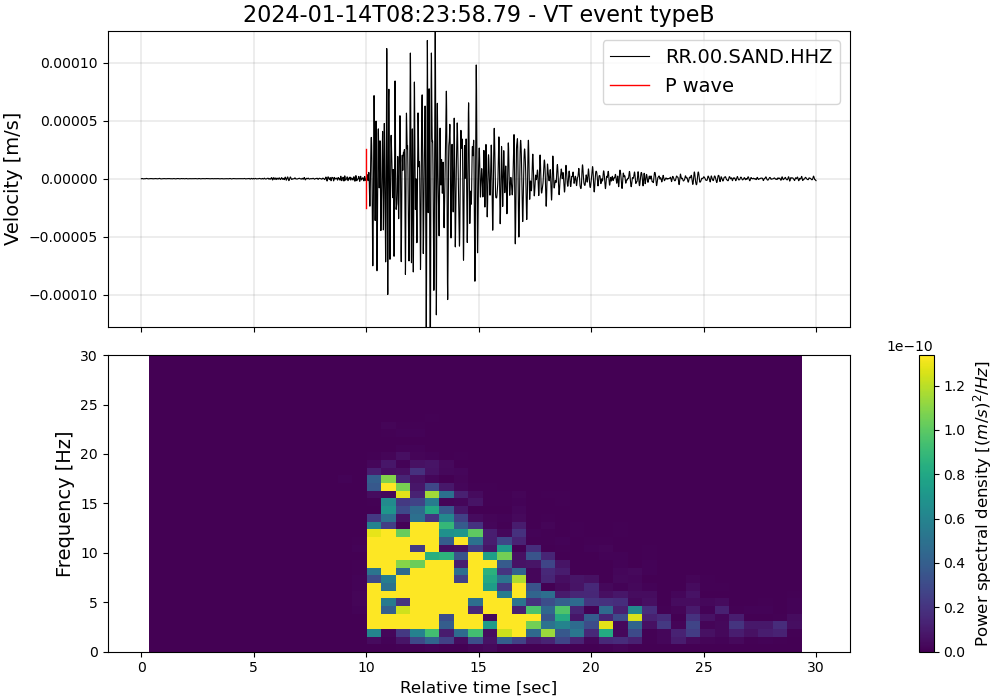 2024-01-14T08:23:58.79 - VT event typeB
RR.00.SAND.HHZ
P wave
Velocity [m/s]
0.00010
0.00005
0.00000
−0.00005
−0.00010
1e−10
Frequency [Hz]
30
25
20
15
10
5
0
1.2
1.0
0.8
0.6
0.4
0.2
0.0
Power spectral density [(m/s)²/Hz]
0 5 10 15 20 25 30
Relative time [sec]